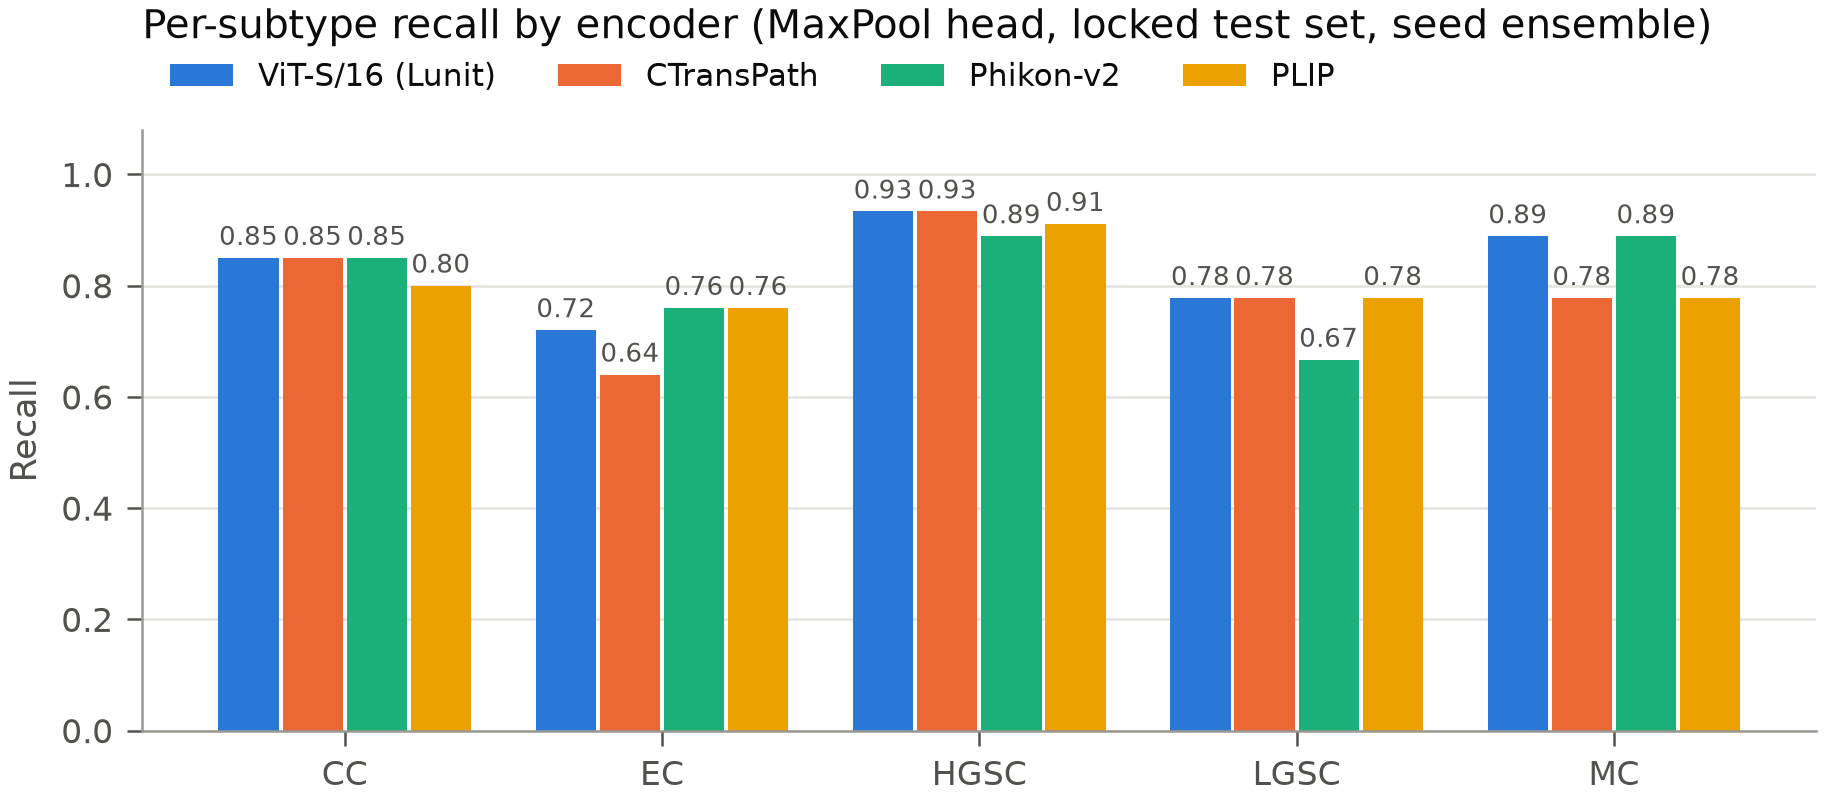 Per-subtype recall by encoder (MaxPool head, locked test set, seed ensemble)
ViT-S/16 (Lunit) CTransPath Phikon-v2 PLIP
Recall
1.0
0.8
0.6
0.4
0.2
0.0
0.85 0.85 0.85 0.80
0.72 0.64 0.76 0.76
0.93 0.93 0.89 0.91
0.78 0.78 0.67 0.78
0.89 0.78 0.89 0.78
CC EC HGSC LGSC MC